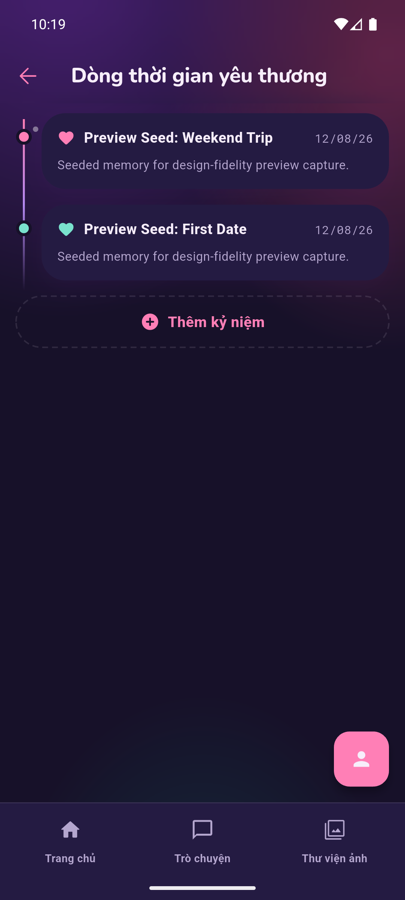 10:19
Dòng thời gian yêu thương
Preview Seed: Weekend Trip 12/08/26
Seeded memory for design-fidelity preview capture.
Preview Seed: First Date 12/08/26
Seeded memory for design-fidelity preview capture.
Thêm kỷ niệm
Trang chủ Trò chuyện Thư viện ảnh